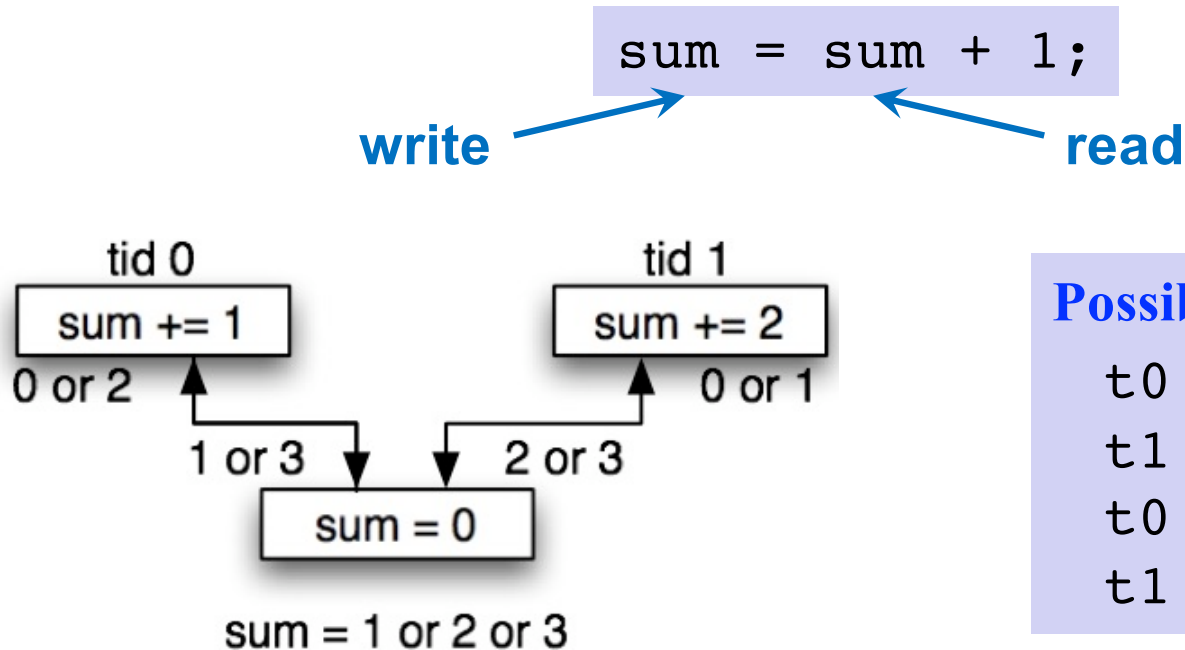 sum = sum + 1;
write
read
tid 0
tid 1
sum += 1
sum += 2
0 or 2
0 or 1
1 or 3
2 or 3
sum = 0
sum = 1 or 2 or 3
t0
t1
t0
t1